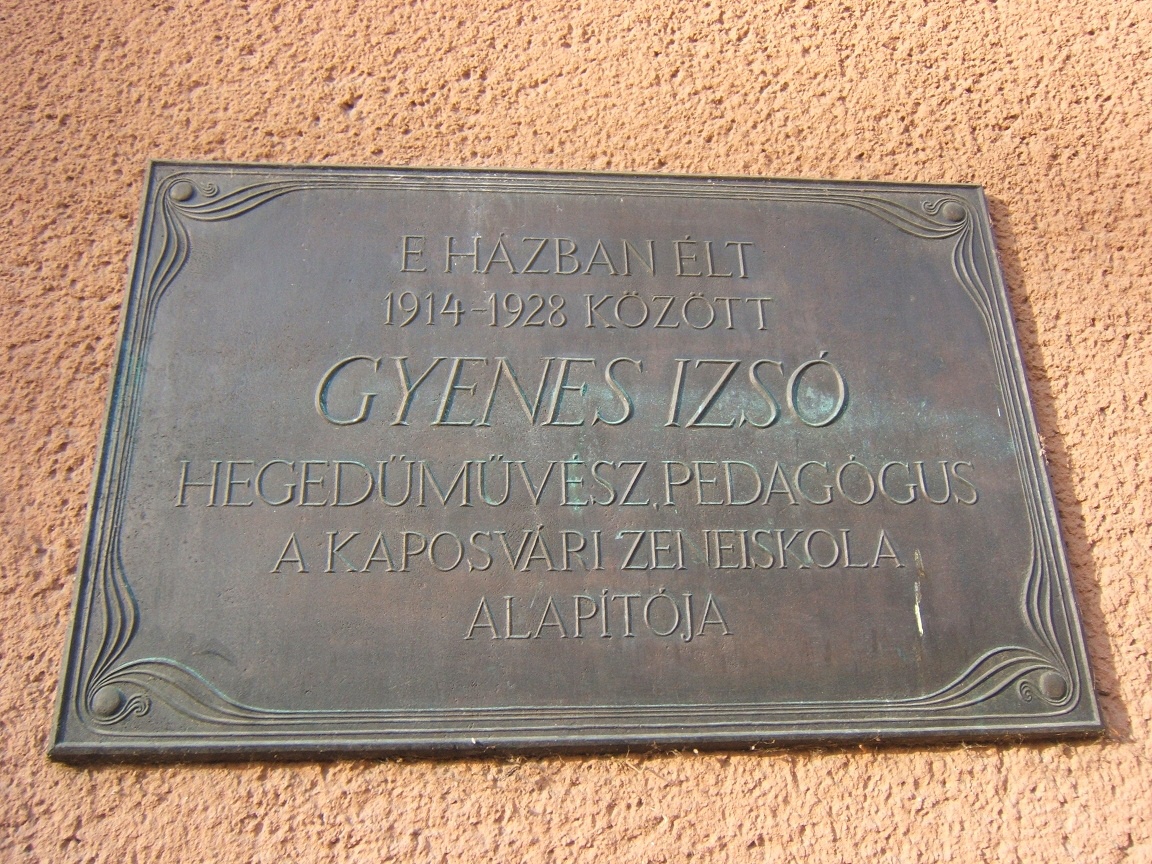 E HÁZBAN ÉLT
1914-1928 KÖZÖTT
GYENES IZSÓ
HEGEDŰMŰVÉSZ, PEDAGÓGUS
A KAPOSVÁRI ZENEISKOLA
ALAPÍTÓJA